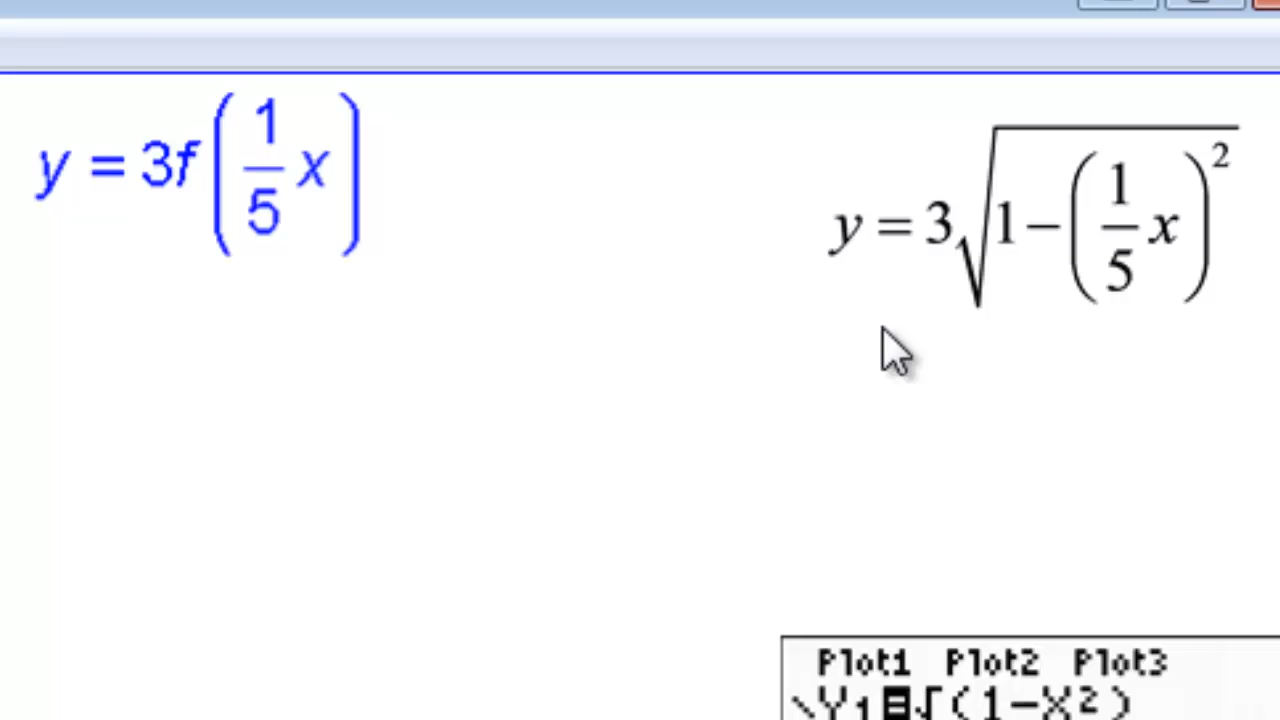 y = 3f(1/5 x)
y = 3√(1 − (1/5 x)²)
Plot1 Plot2 Plot3
\Y₁=√(1−X²)